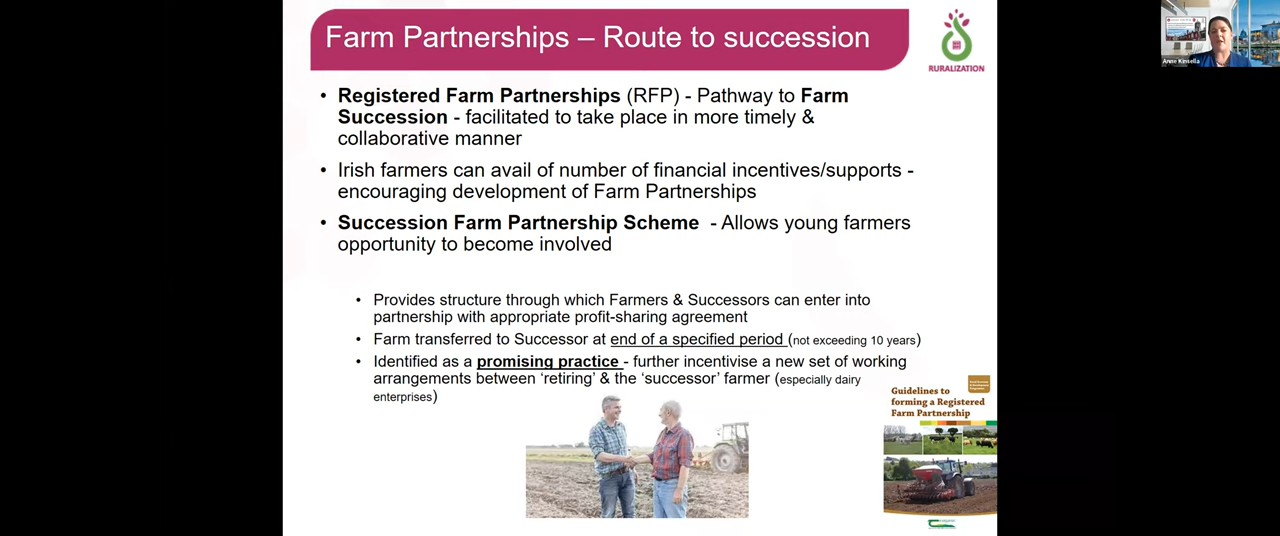 Farm Partnerships – Route to succession
RURALIZATION
Anne Kinsella
• Registered Farm Partnerships (RFP) - Pathway to Farm
Succession - facilitated to take place in more timely &
collaborative manner
• Irish farmers can avail of number of financial incentives/supports -
encouraging development of Farm Partnerships
• Succession Farm Partnership Scheme - Allows young farmers
opportunity to become involved
• Provides structure through which Farmers & Successors can enter into
partnership with appropriate profit-sharing agreement
• Farm transferred to Successor at end of a specified period (not exceeding 10 years)
• Identified as a promising practice - further incentivise a new set of working
arrangements between ‘retiring’ & the ‘successor’ farmer (especially dairy
enterprises)
Guidelines to
forming a Registered
Farm Partnership